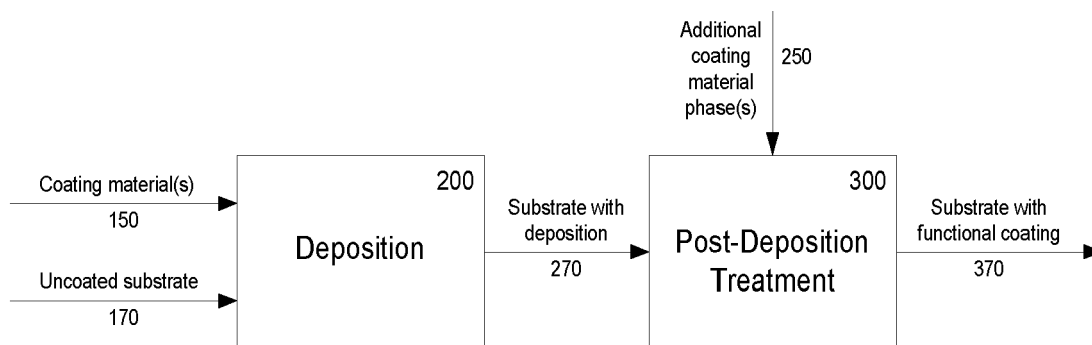 Additional
coating
material
phase(s)
250
Coating material(s)
150
Uncoated substrate
170
200
Deposition
Substrate with
deposition
270
300
Post-Deposition
Treatment
Substrate with
functional coating
370